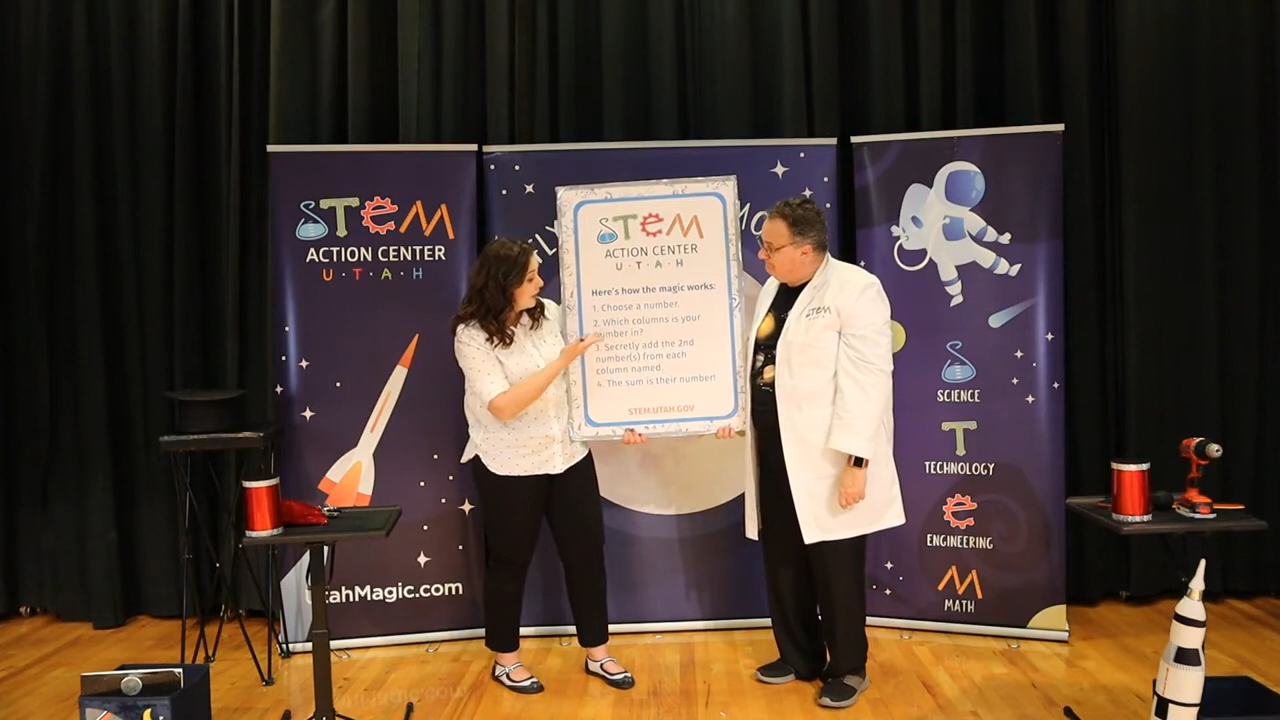 STEM
ACTION CENTER
U·T·A·H
UtahMagic.com
STEM
ACTION CENTER
U·T·A·H
Here's how the magic works:
1. Choose a number.
2. Which columns is your
number in?
3. Secretly add the 2nd
number(s) from each
column named.
4. The sum is their number!
STEM.UTAH.GOV
STEM
SCIENCE
T
TECHNOLOGY
e
ENGINEERING
M
MATH